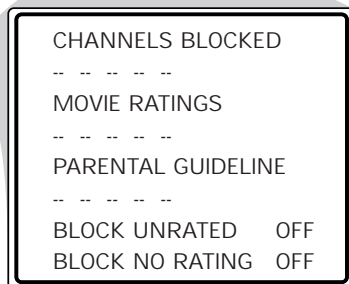 CHANNELS BLOCKED
-- -- -- -- --
MOVIE RATINGS
-- -- -- -- --
PARENTAL GUIDELINE
-- -- -- -- --
BLOCK UNRATED OFF
BLOCK NO RATING OFF